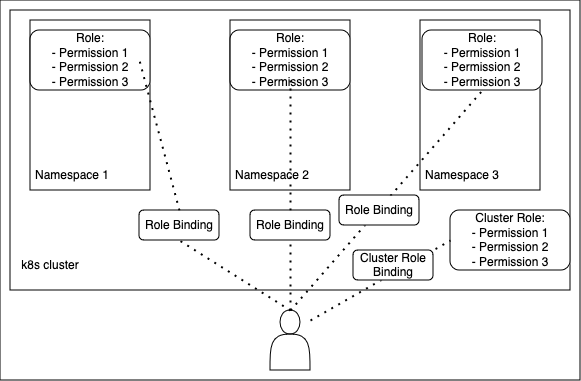 Role:
- Permission 1
- Permission 2
- Permission 3
Namespace 1
Role:
- Permission 1
- Permission 2
- Permission 3
Namespace 2
Role:
- Permission 1
- Permission 2
- Permission 3
Namespace 3
Role Binding
Role Binding
Role Binding
Cluster Role:
- Permission 1
- Permission 2
- Permission 3
Cluster Role
Binding
k8s cluster